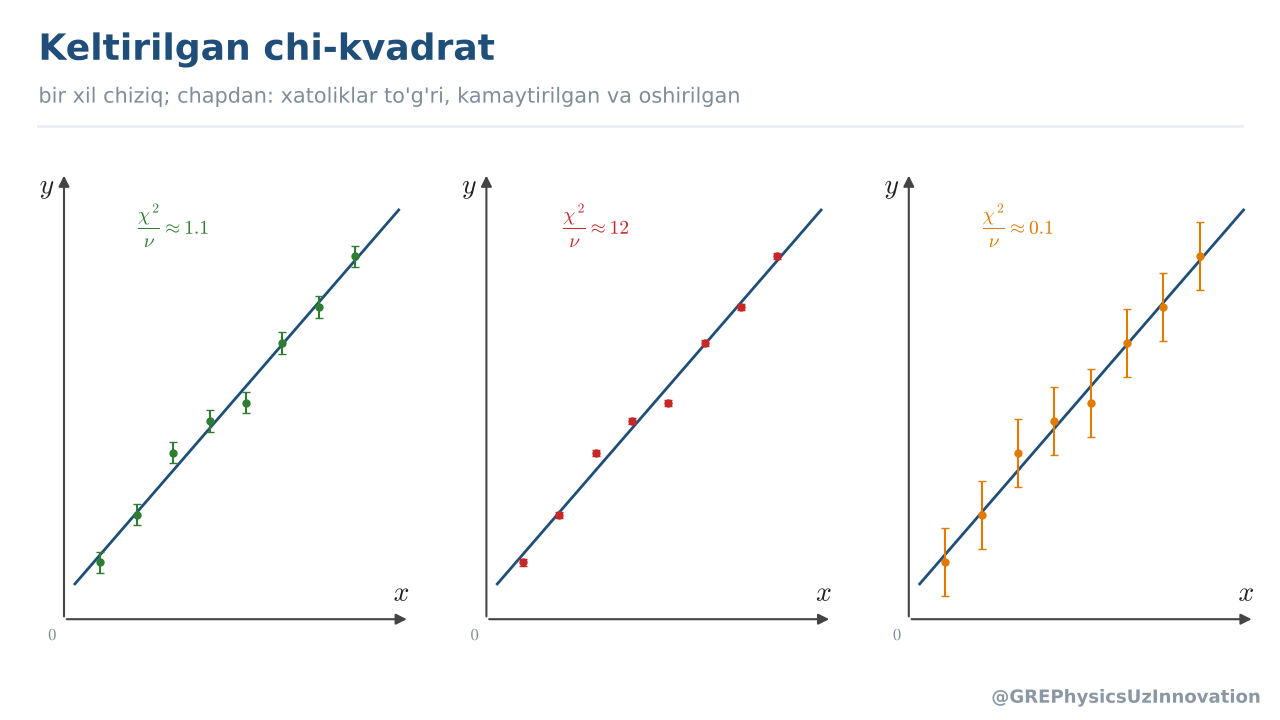 Keltirilgan chi-kvadrat
bir xil chiziq; chapdan: xatoliklar to'g'ri, kamaytirilgan va oshirilgan
y
χ²/ν ≈ 1.1
x
0
y
χ²/ν ≈ 12
x
0
y
χ²/ν ≈ 0.1
x
0
@GREPhysicsUzInnovation